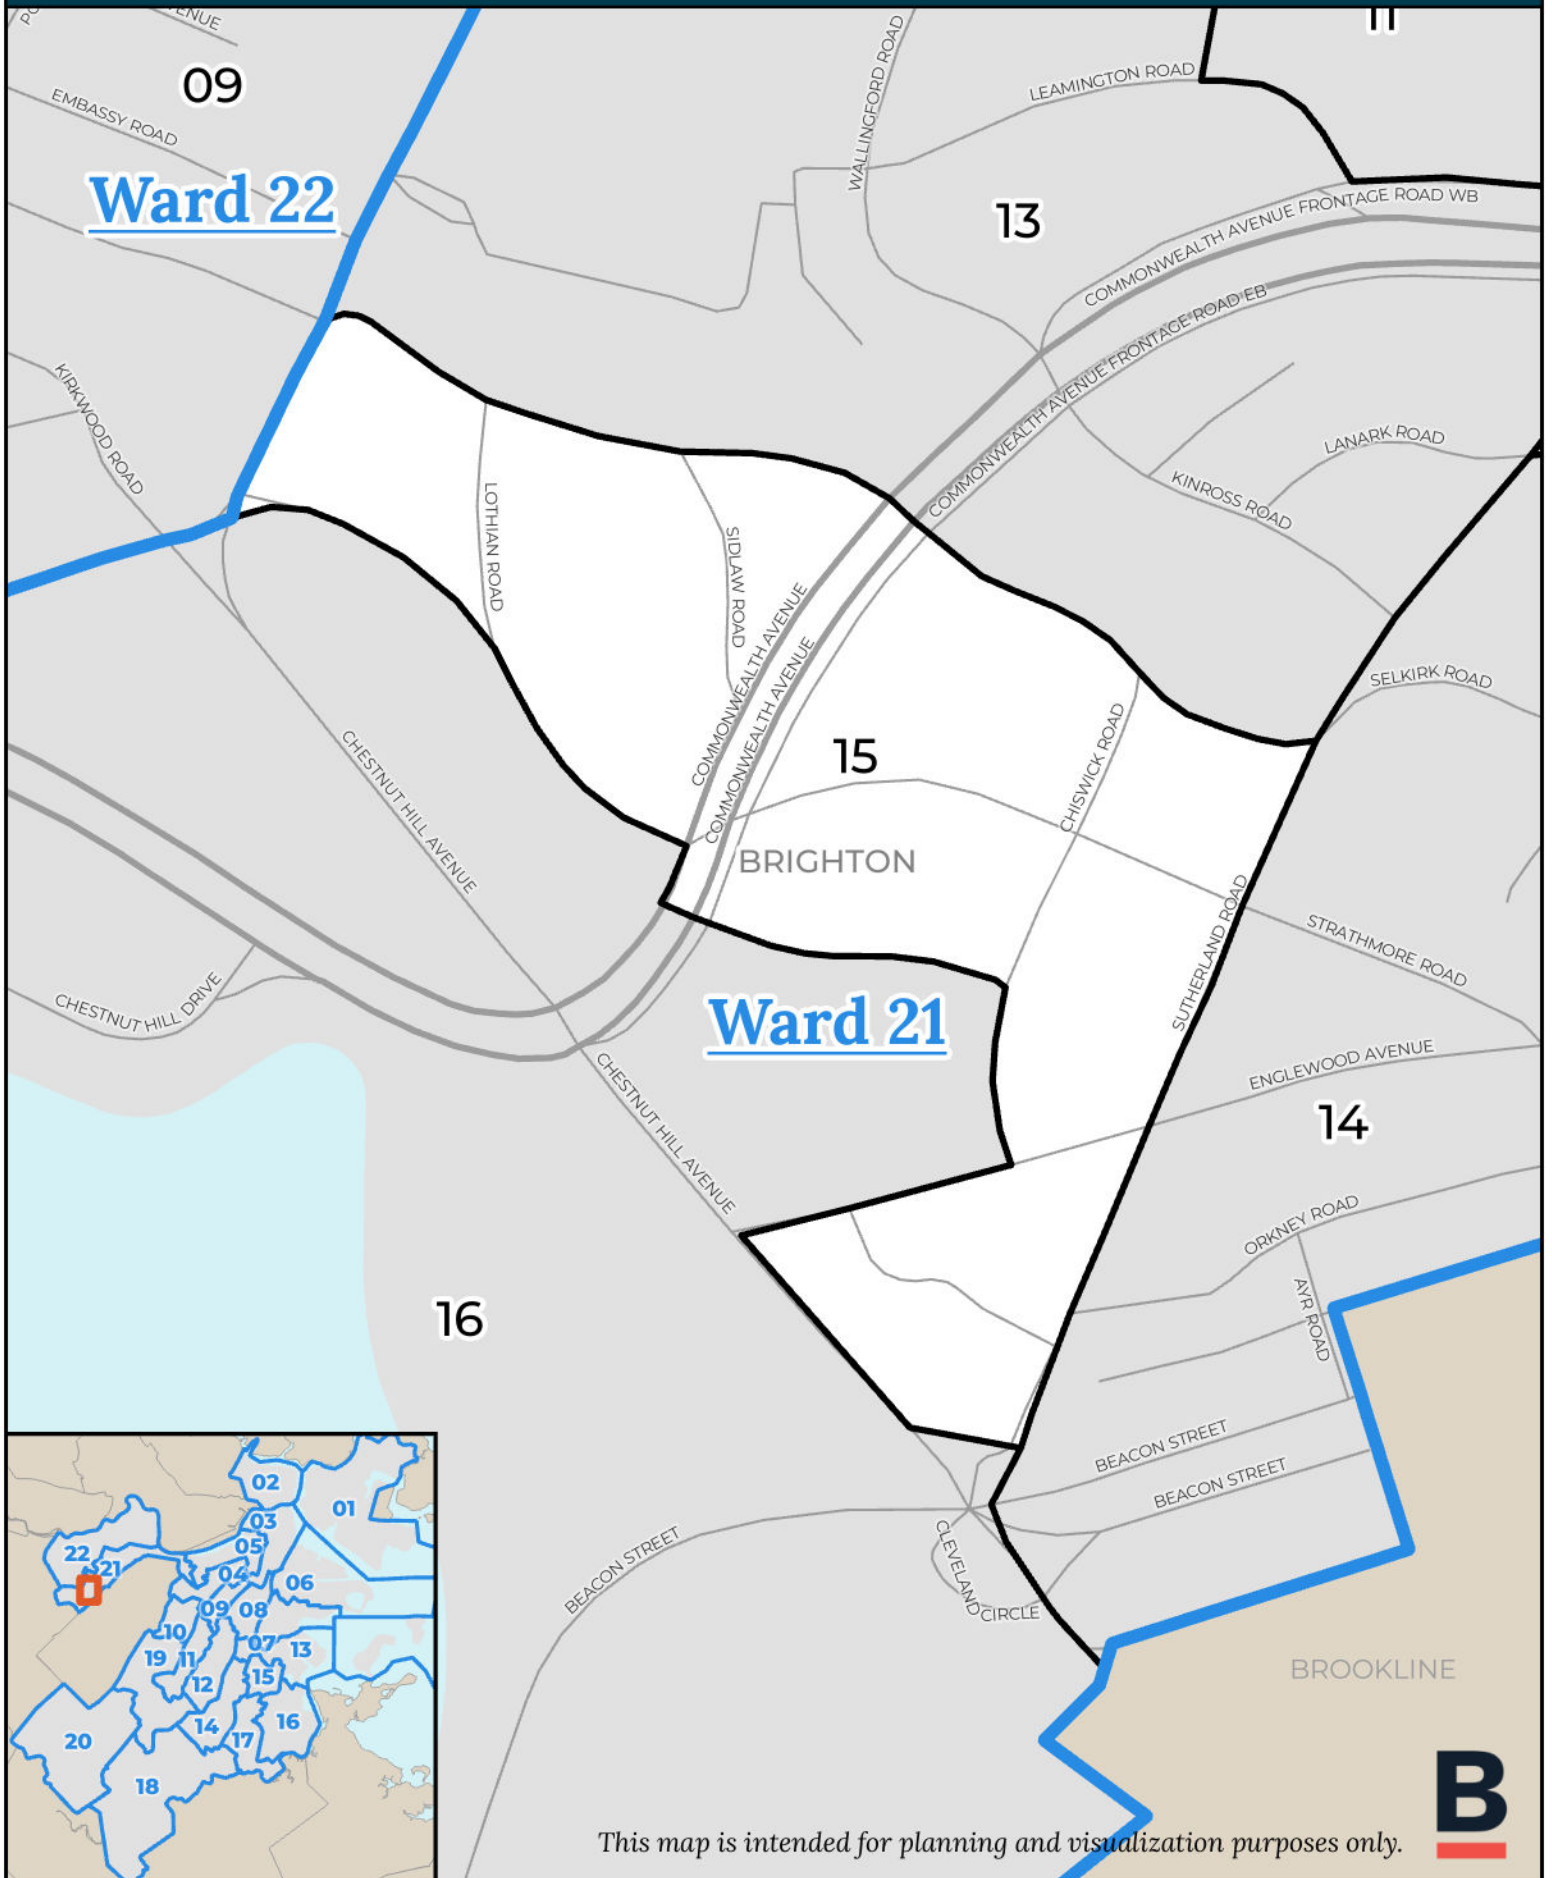 09
EMBASSY ROAD
WALLINGFORD ROAD
LEAMINGTON ROAD
Ward 22
13
COMMONWEALTH AVENUE FRONTAGE ROAD WB
COMMONWEALTH AVENUE FRONTAGE ROAD EB
KIRKWOOD ROAD
LANARK ROAD
KINROSS ROAD
LOTHIAN ROAD
SIDLAW ROAD
COMMONWEALTH AVENUE
COMMONWEALTH AVENUE
SELKIRK ROAD
15
CHISWICK ROAD
CHESTNUT HILL AVENUE
BRIGHTON
SUTHERLAND ROAD
STRATHMORE ROAD
CHESTNUT HILL DRIVE
Ward 21
ENGLEWOOD AVENUE
CHESTNUT HILL AVENUE
14
ORKNEY ROAD
16
AYR ROAD
BEACON STREET
BEACON STREET
BEACON STREET
CLEVELAND CIRCLE
BROOKLINE
02
01
03
05
22
21
04
06
09
08
10
07
13
19
11
15
12
14
16
17
20
18
This map is intended for planning and visualization purposes only.
B